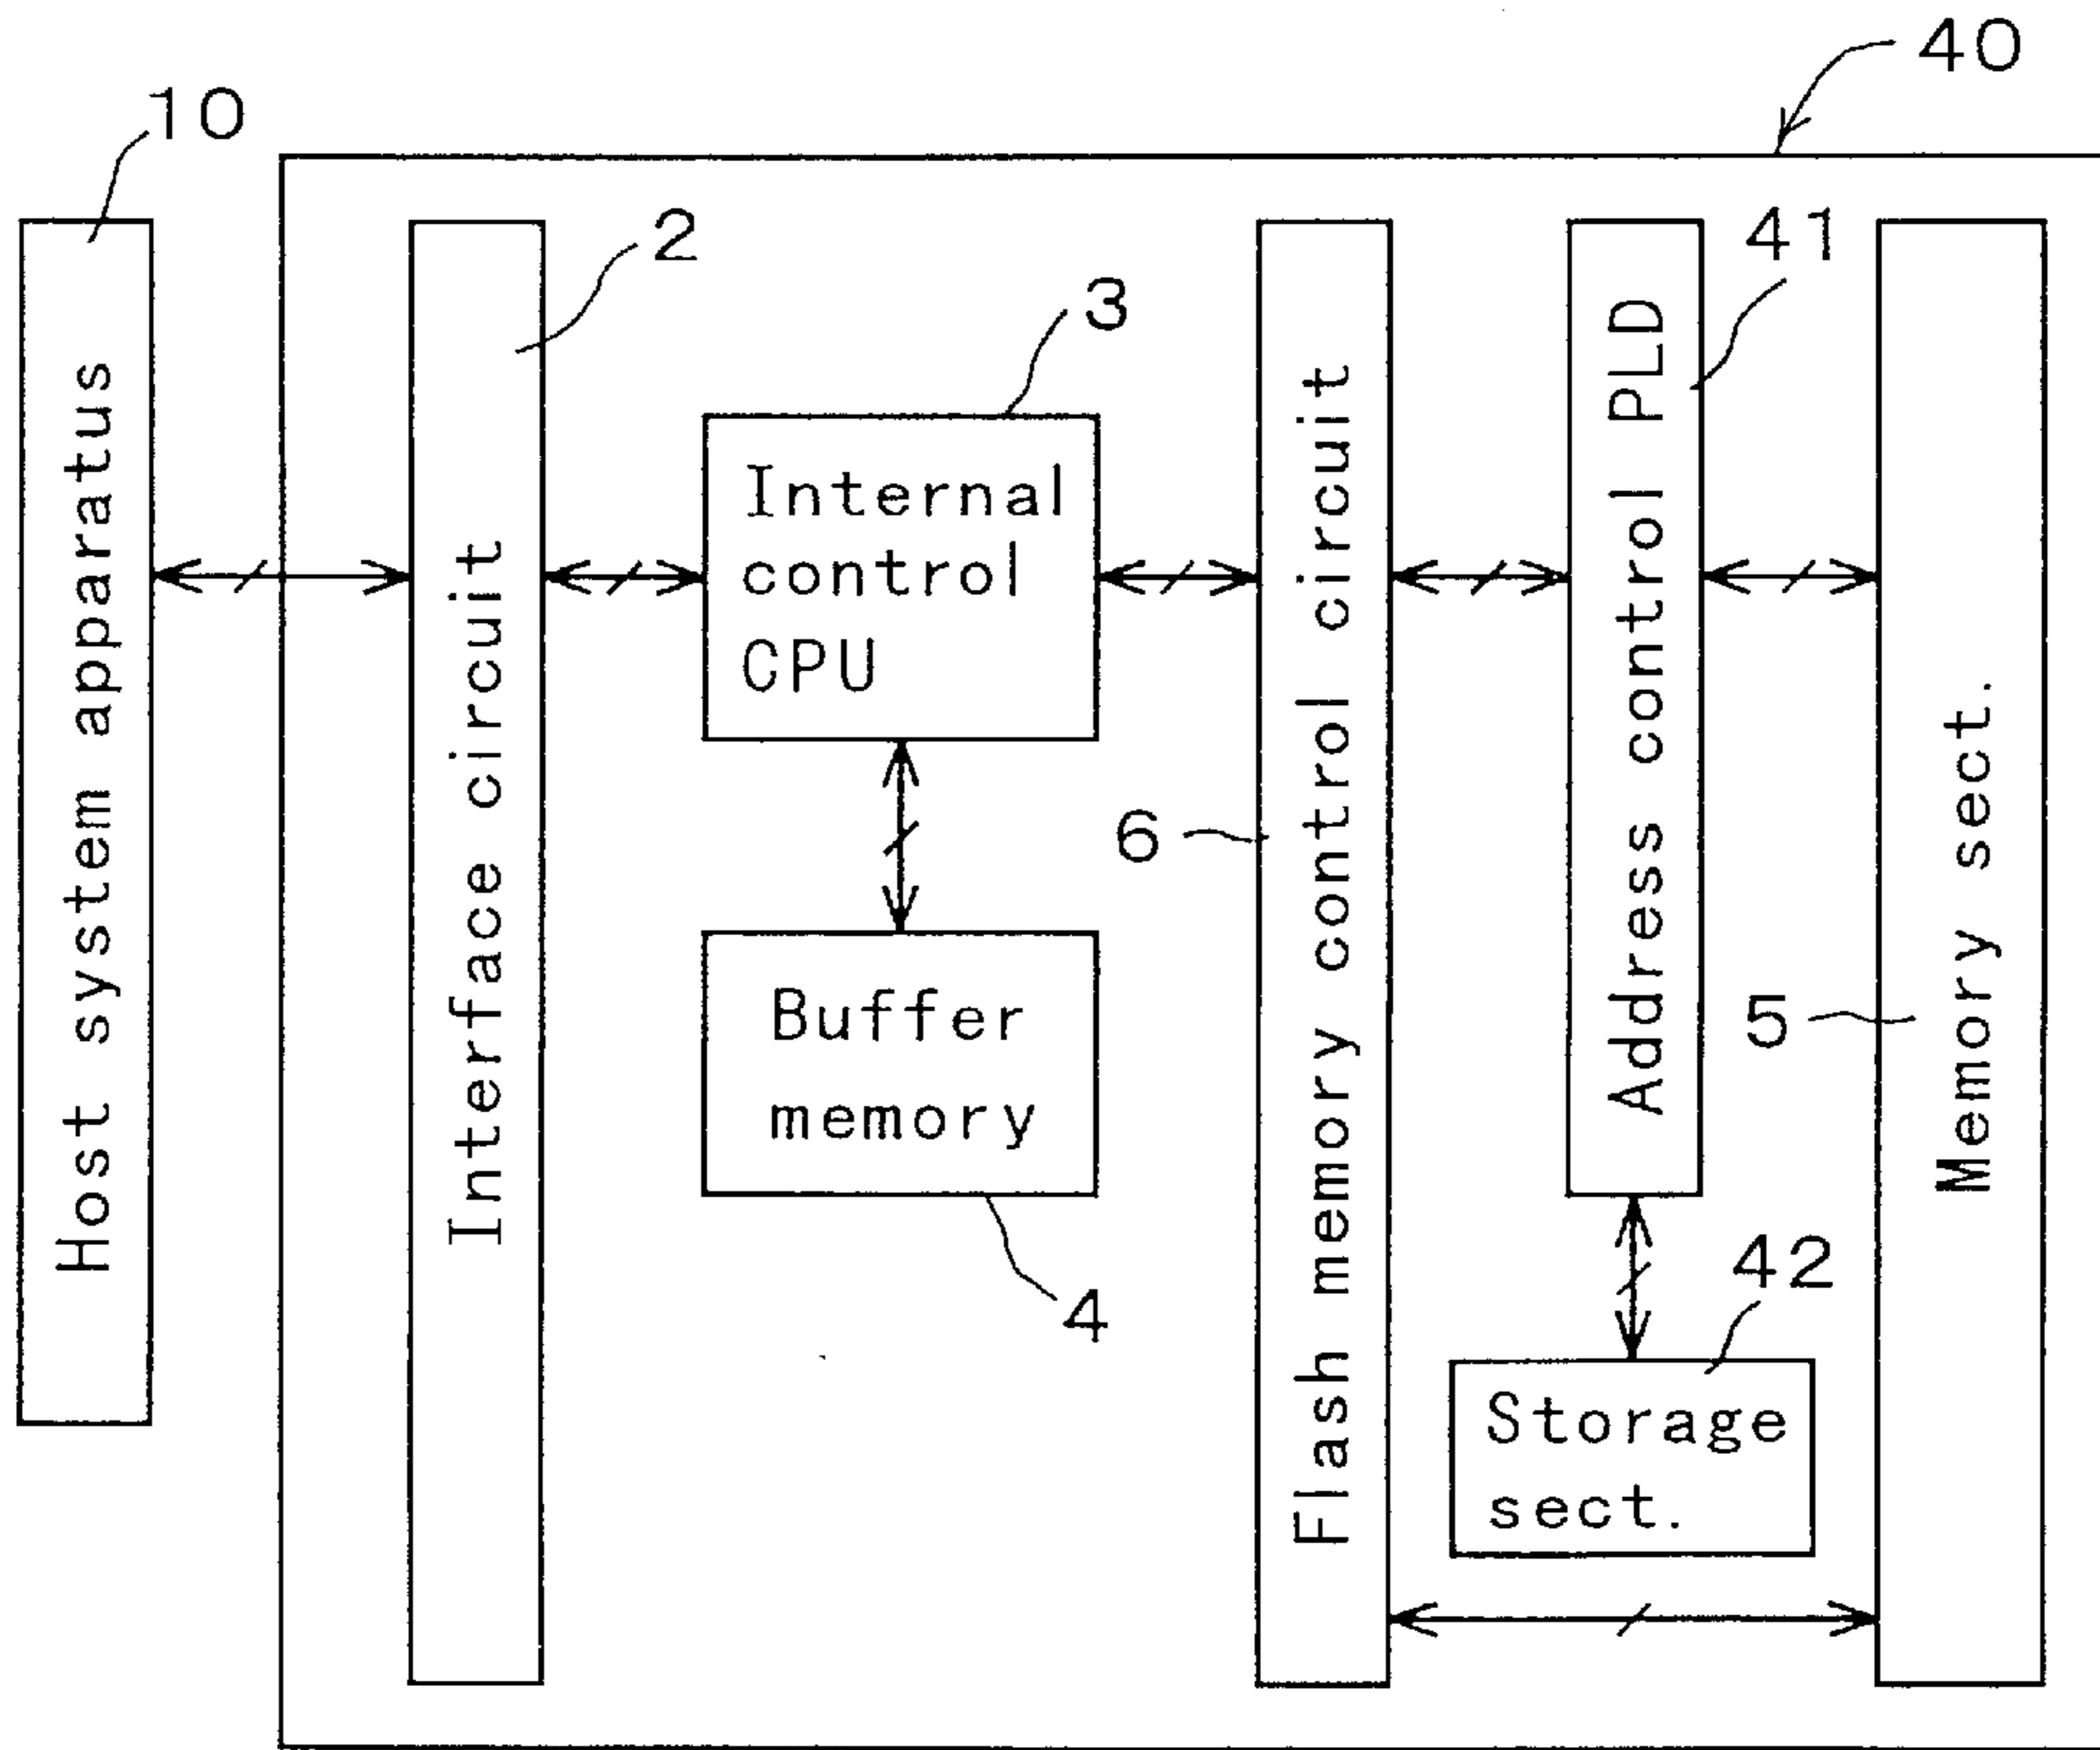 40
10
2
41
3
Host system apparatus
Interface circuit
Internal
control
CPU
Flash memory control circuit
Address control PLD
Memory sect.
6
Buffer
memory
5
4
42
Storage
sect.